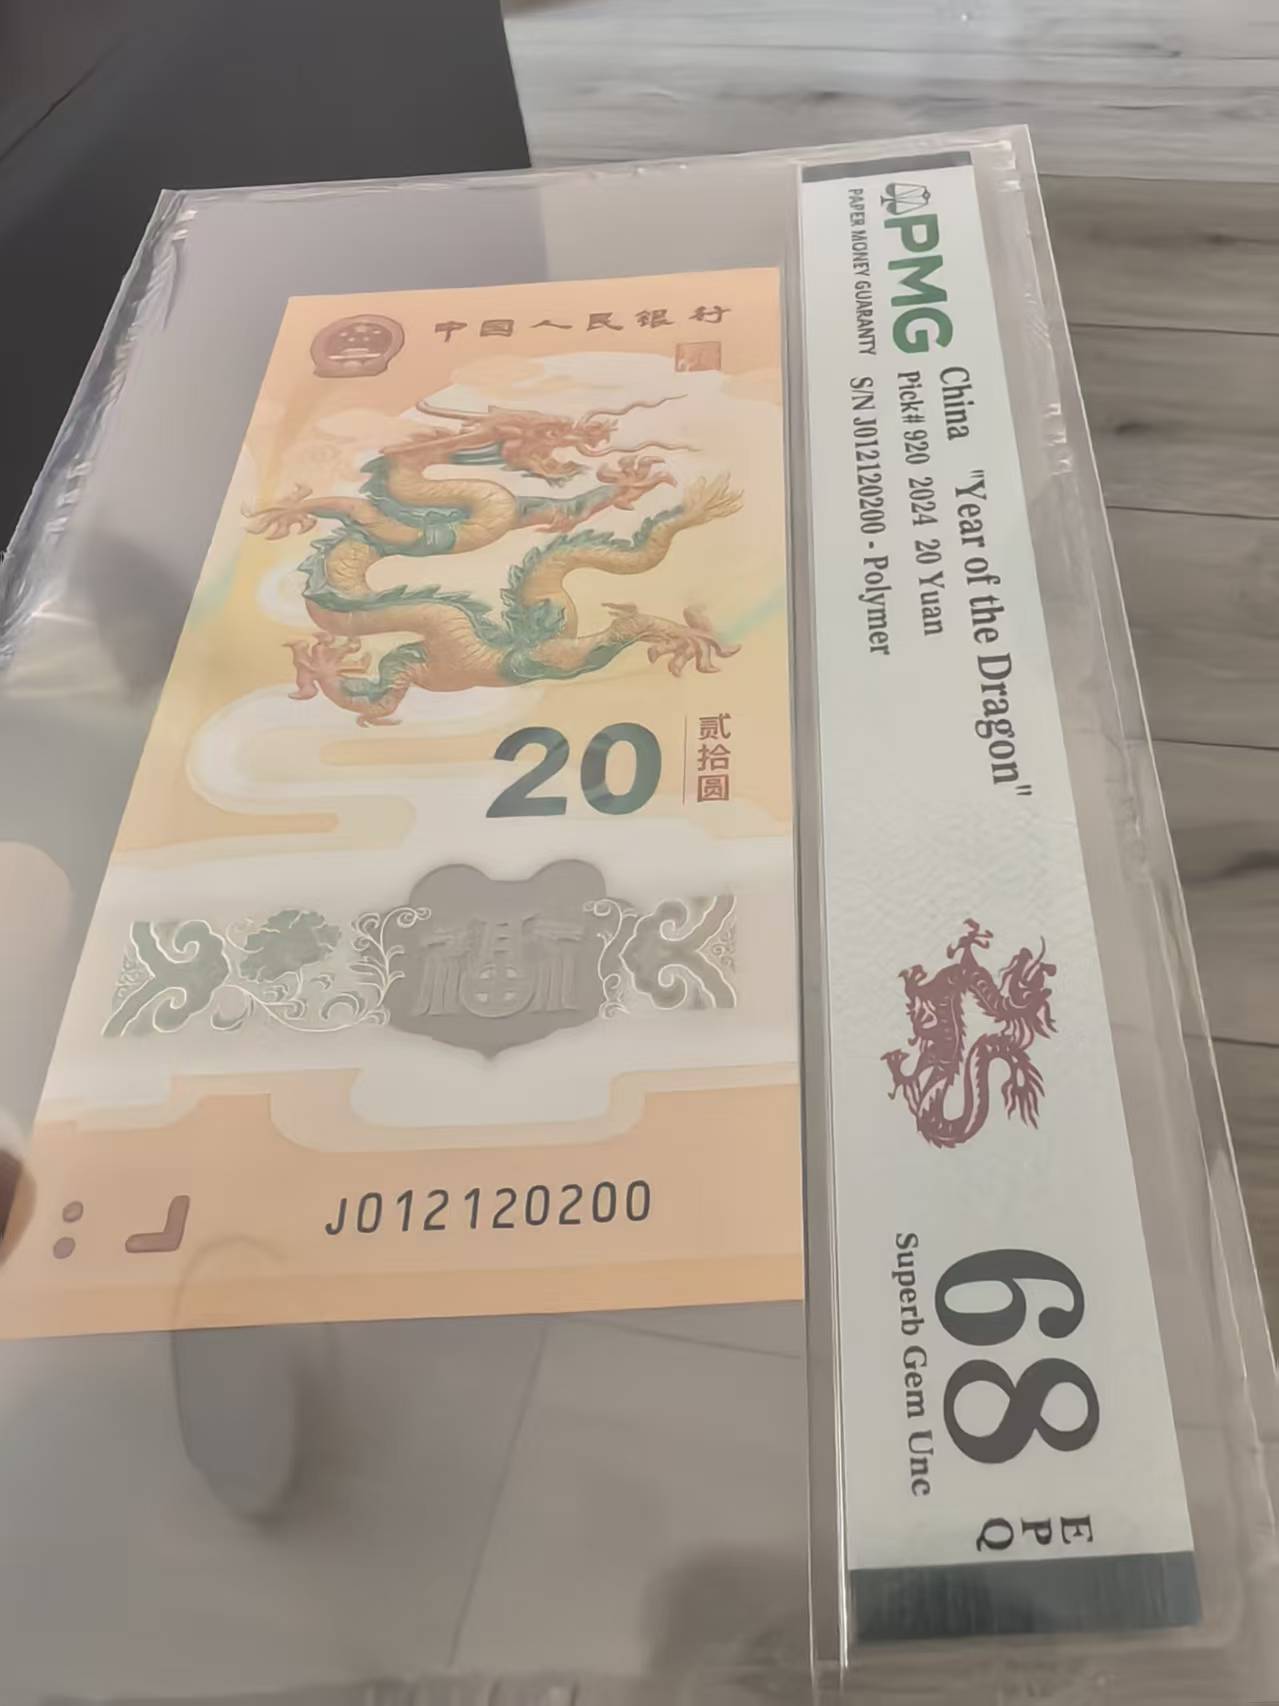 中国人民银行
20
贰拾圆
福
J012120200
PMG
PAPER MONEY GUARANTY
China "Year of the Dragon"
Pick# 920 2024 20 Yuan
S/N J012120200 - Polymer
68
Superb Gem Unc
E
P
Q